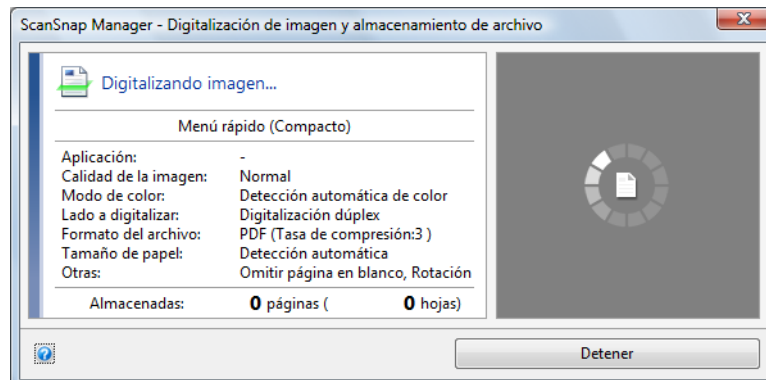 ScanSnap Manager - Digitalización de imagen y almacenamiento de archivo
Digitalizando imagen...
Menú rápido (Compacto)
Aplicación: -
Calidad de la imagen: Normal
Modo de color: Detección automática de color
Lado a digitalizar: Digitalización dúplex
Formato del archivo: PDF (Tasa de compresión:3 )
Tamaño de papel: Detección automática
Otras: Omitir página en blanco, Rotación
Almacenadas: 0 páginas ( 0 hojas)
Detener